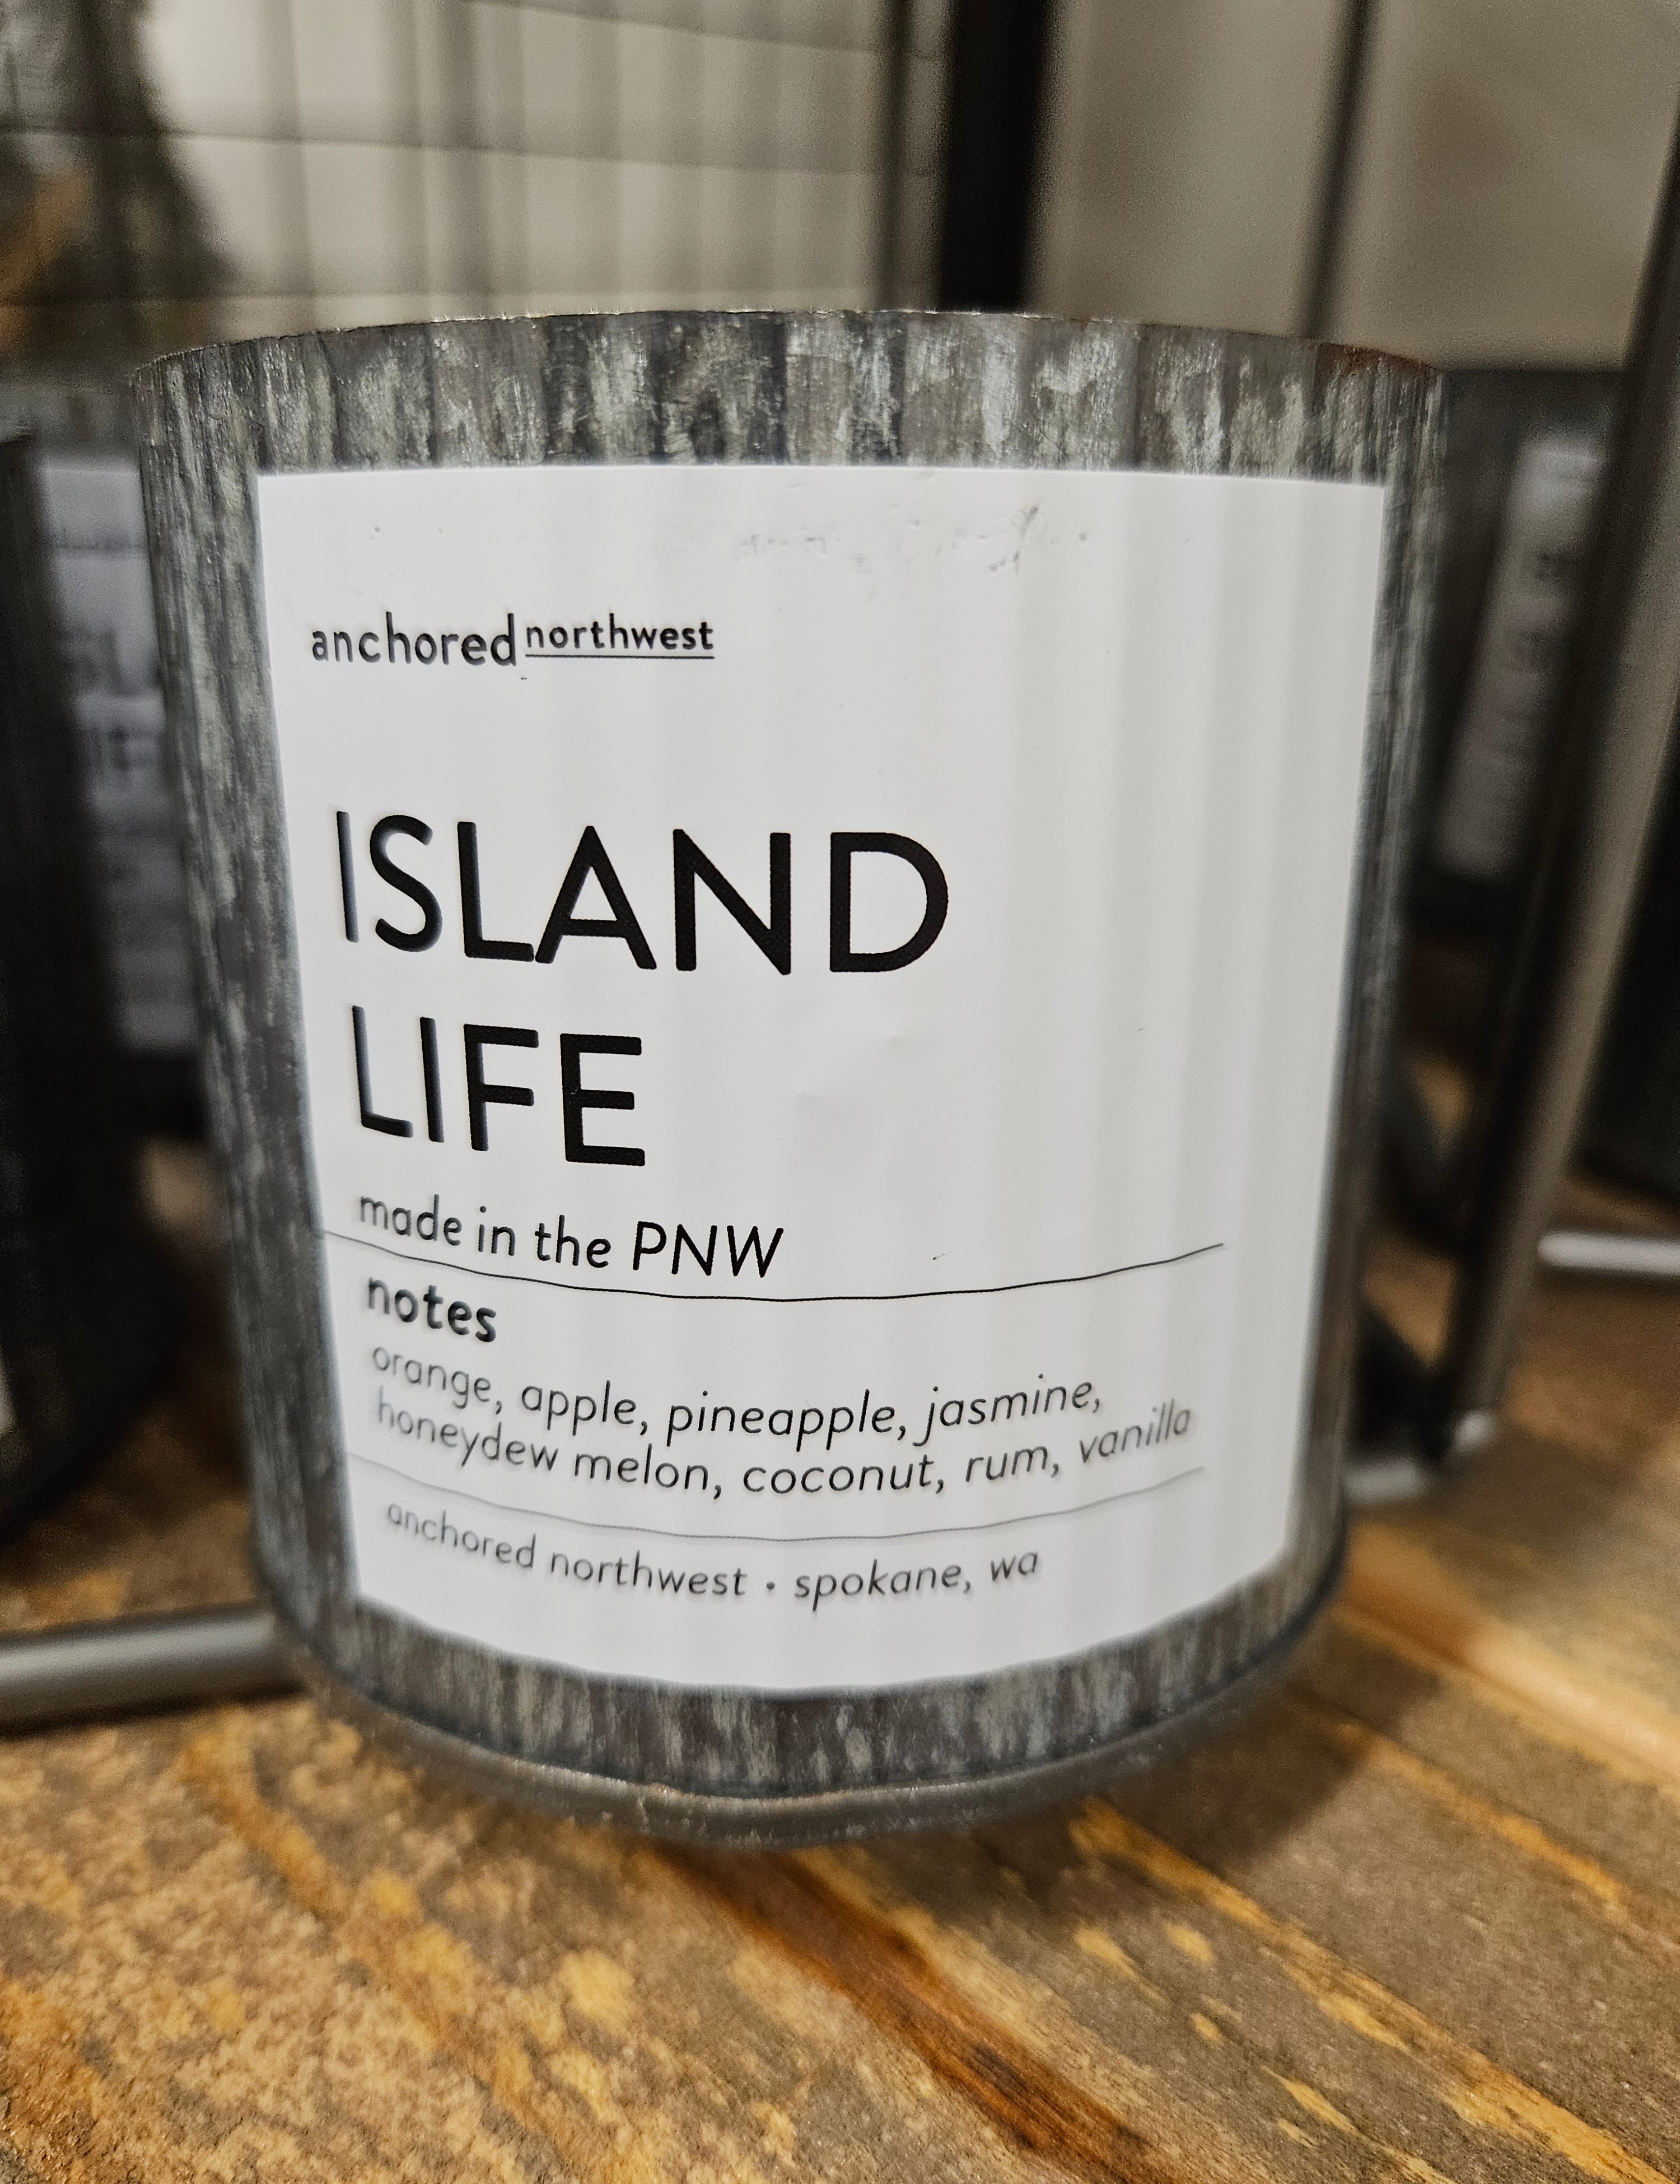 anchored northwest
ISLAND
LIFE
made in the PNW
notes
orange, apple, pineapple, jasmine,
honeydew melon, coconut, rum, vanilla
anchored northwest • spokane, wa